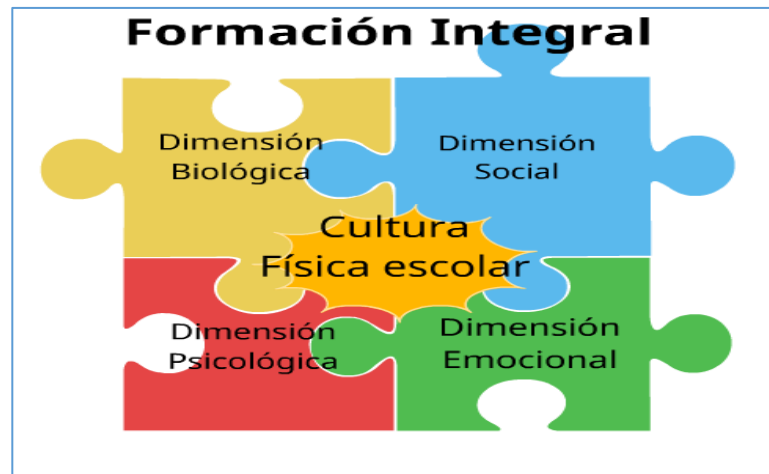 Formación Integral
Dimensión
Biológica
Dimensión
Social
Cultura
Física escolar
Dimensión
Psicológica
Dimensión
Emocional